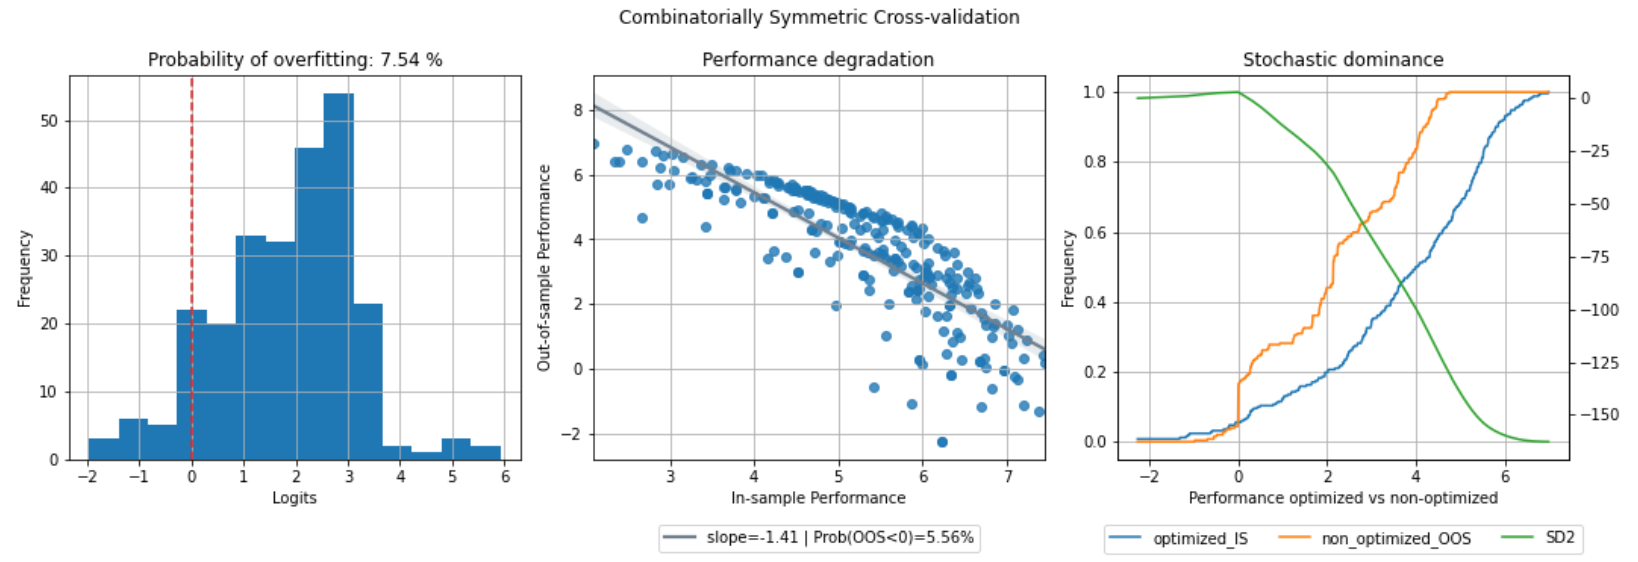 Combinatorially Symmetric Cross-validation
Probability of overfitting: 7.54 %
Frequency
50
40
30
20
10
0
−2 −1 0 1 2 3 4 5 6
Logits
Performance degradation
Out-of-sample Performance
8
6
4
2
0
−2
3 4 5 6 7
In-sample Performance
slope=-1.41 | Prob(OOS<0)=5.56%
Stochastic dominance
Frequency
1.0
0.8
0.6
0.4
0.2
0.0
0
−25
−50
−75
−100
−125
−150
−2 0 2 4 6
Performance optimized vs non-optimized
optimized_IS non_optimized_OOS SD2